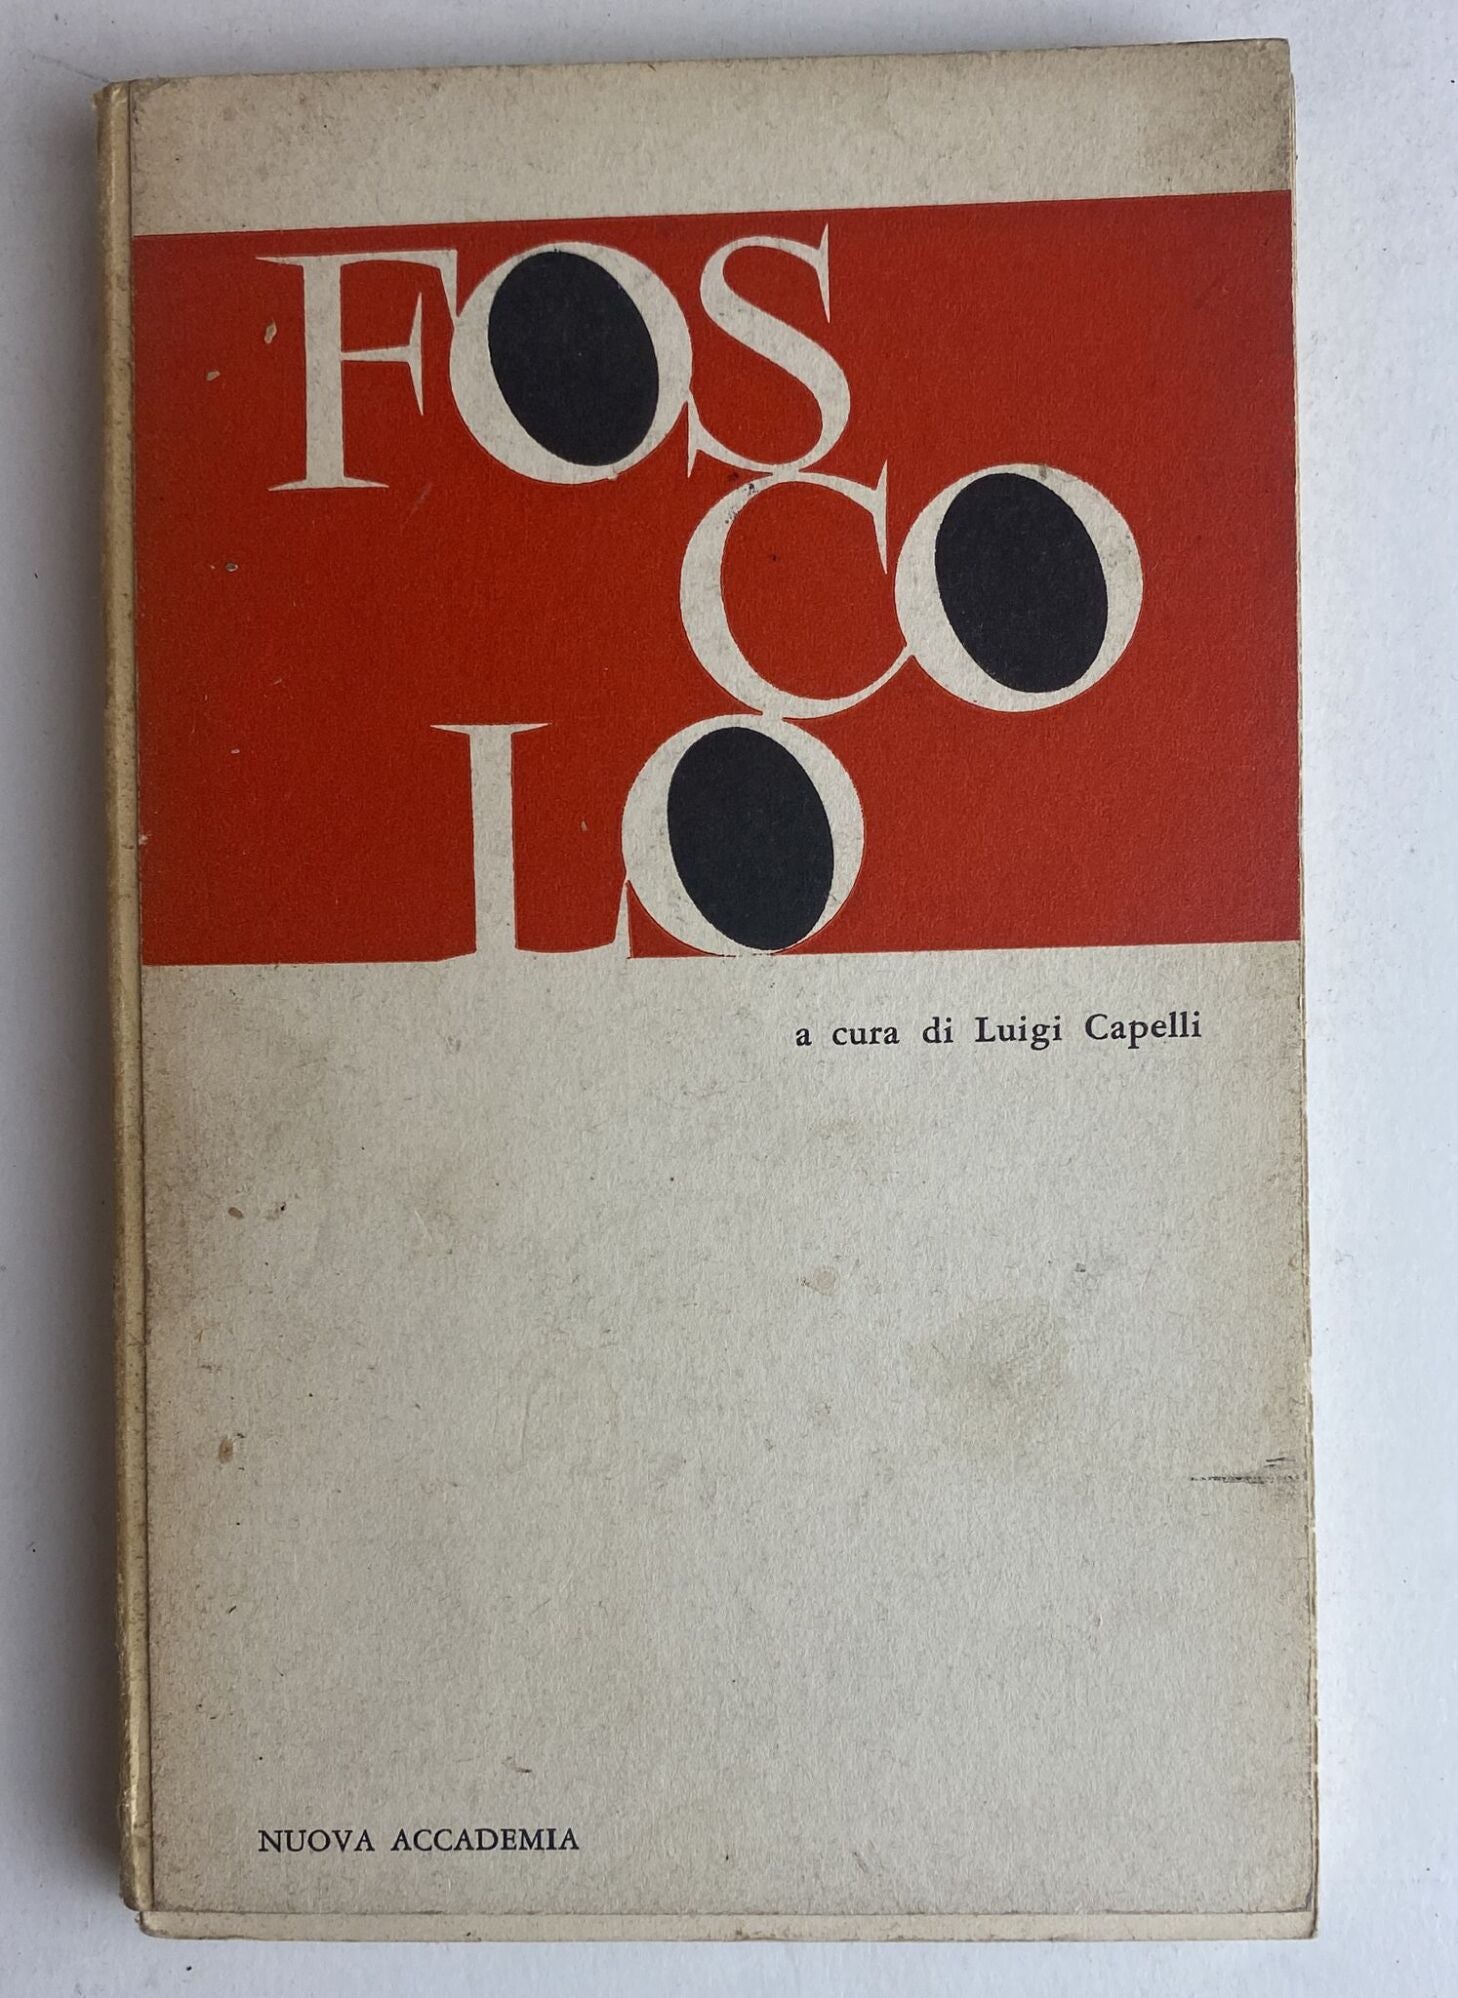 FOS
CO
LO
a cura di Luigi Capelli
NUOVA ACCADEMIA